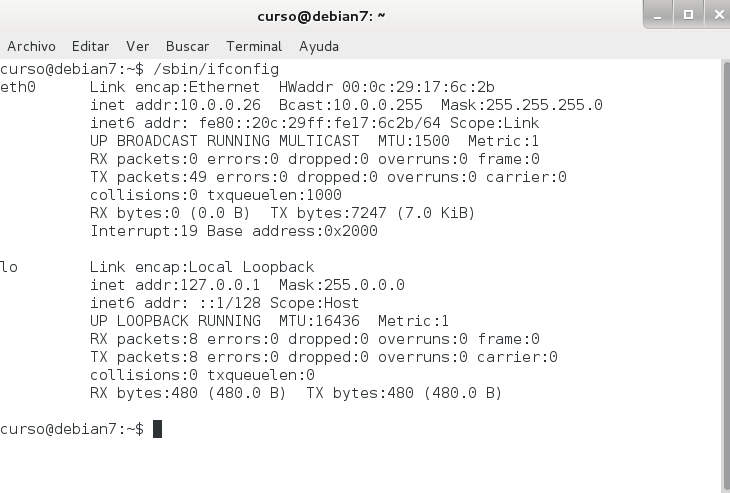 curso@debian7: ~
Archivo Editar Ver Buscar Terminal Ayuda
curso@debian7:~$ /sbin/ifconfig
eth0      Link encap:Ethernet  HWaddr 00:0c:29:17:6c:2b
          inet addr:10.0.0.26  Bcast:10.0.0.255  Mask:255.255.255.0
          inet6 addr: fe80::20c:29ff:fe17:6c2b/64 Scope:Link
          UP BROADCAST RUNNING MULTICAST  MTU:1500  Metric:1
          RX packets:0 errors:0 dropped:0 overruns:0 frame:0
          TX packets:49 errors:0 dropped:0 overruns:0 carrier:0
          collisions:0 txqueuelen:1000
          RX bytes:0 (0.0 B)  TX bytes:7247 (7.0 KiB)
          Interrupt:19 Base address:0x2000
lo        Link encap:Local Loopback
          inet addr:127.0.0.1  Mask:255.0.0.0
          inet6 addr: ::1/128 Scope:Host
          UP LOOPBACK RUNNING  MTU:16436  Metric:1
          RX packets:8 errors:0 dropped:0 overruns:0 frame:0
          TX packets:8 errors:0 dropped:0 overruns:0 carrier:0
          collisions:0 txqueuelen:0
          RX bytes:480 (480.0 B)  TX bytes:480 (480.0 B)
curso@debian7:~$